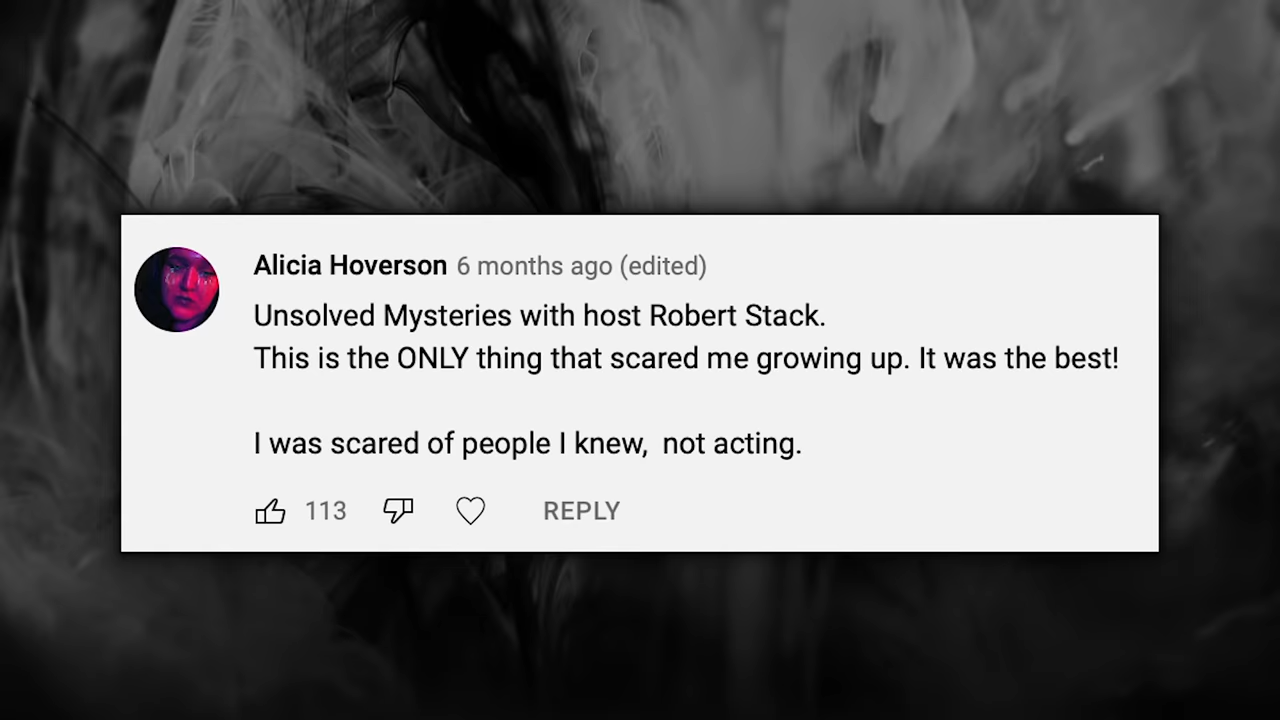 Alicia Hoverson 6 months ago (edited)
Unsolved Mysteries with host Robert Stack.
This is the ONLY thing that scared me growing up. It was the best!
I was scared of people I knew,  not acting.
113 REPLY